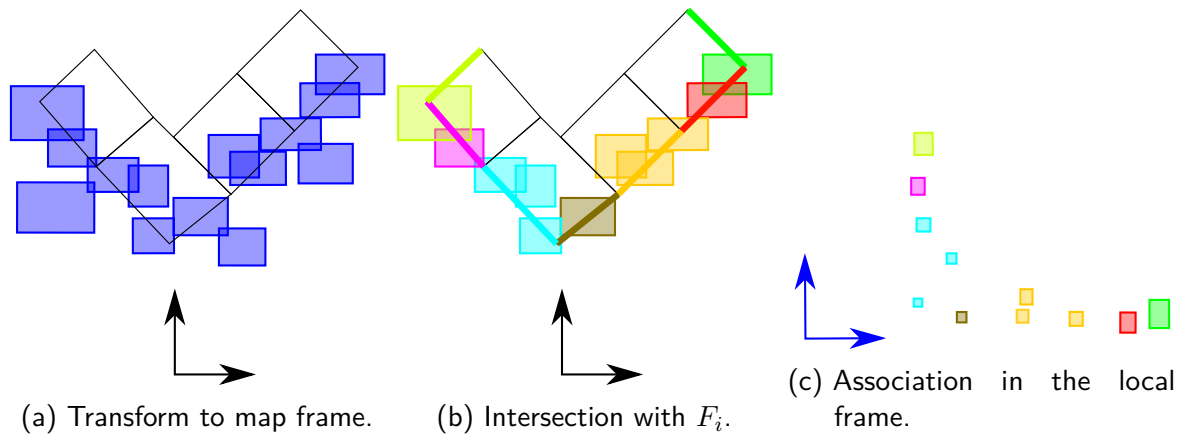 (a) Transform to map frame.
(b) Intersection with $F_i$.
(c) Association in the local
frame.